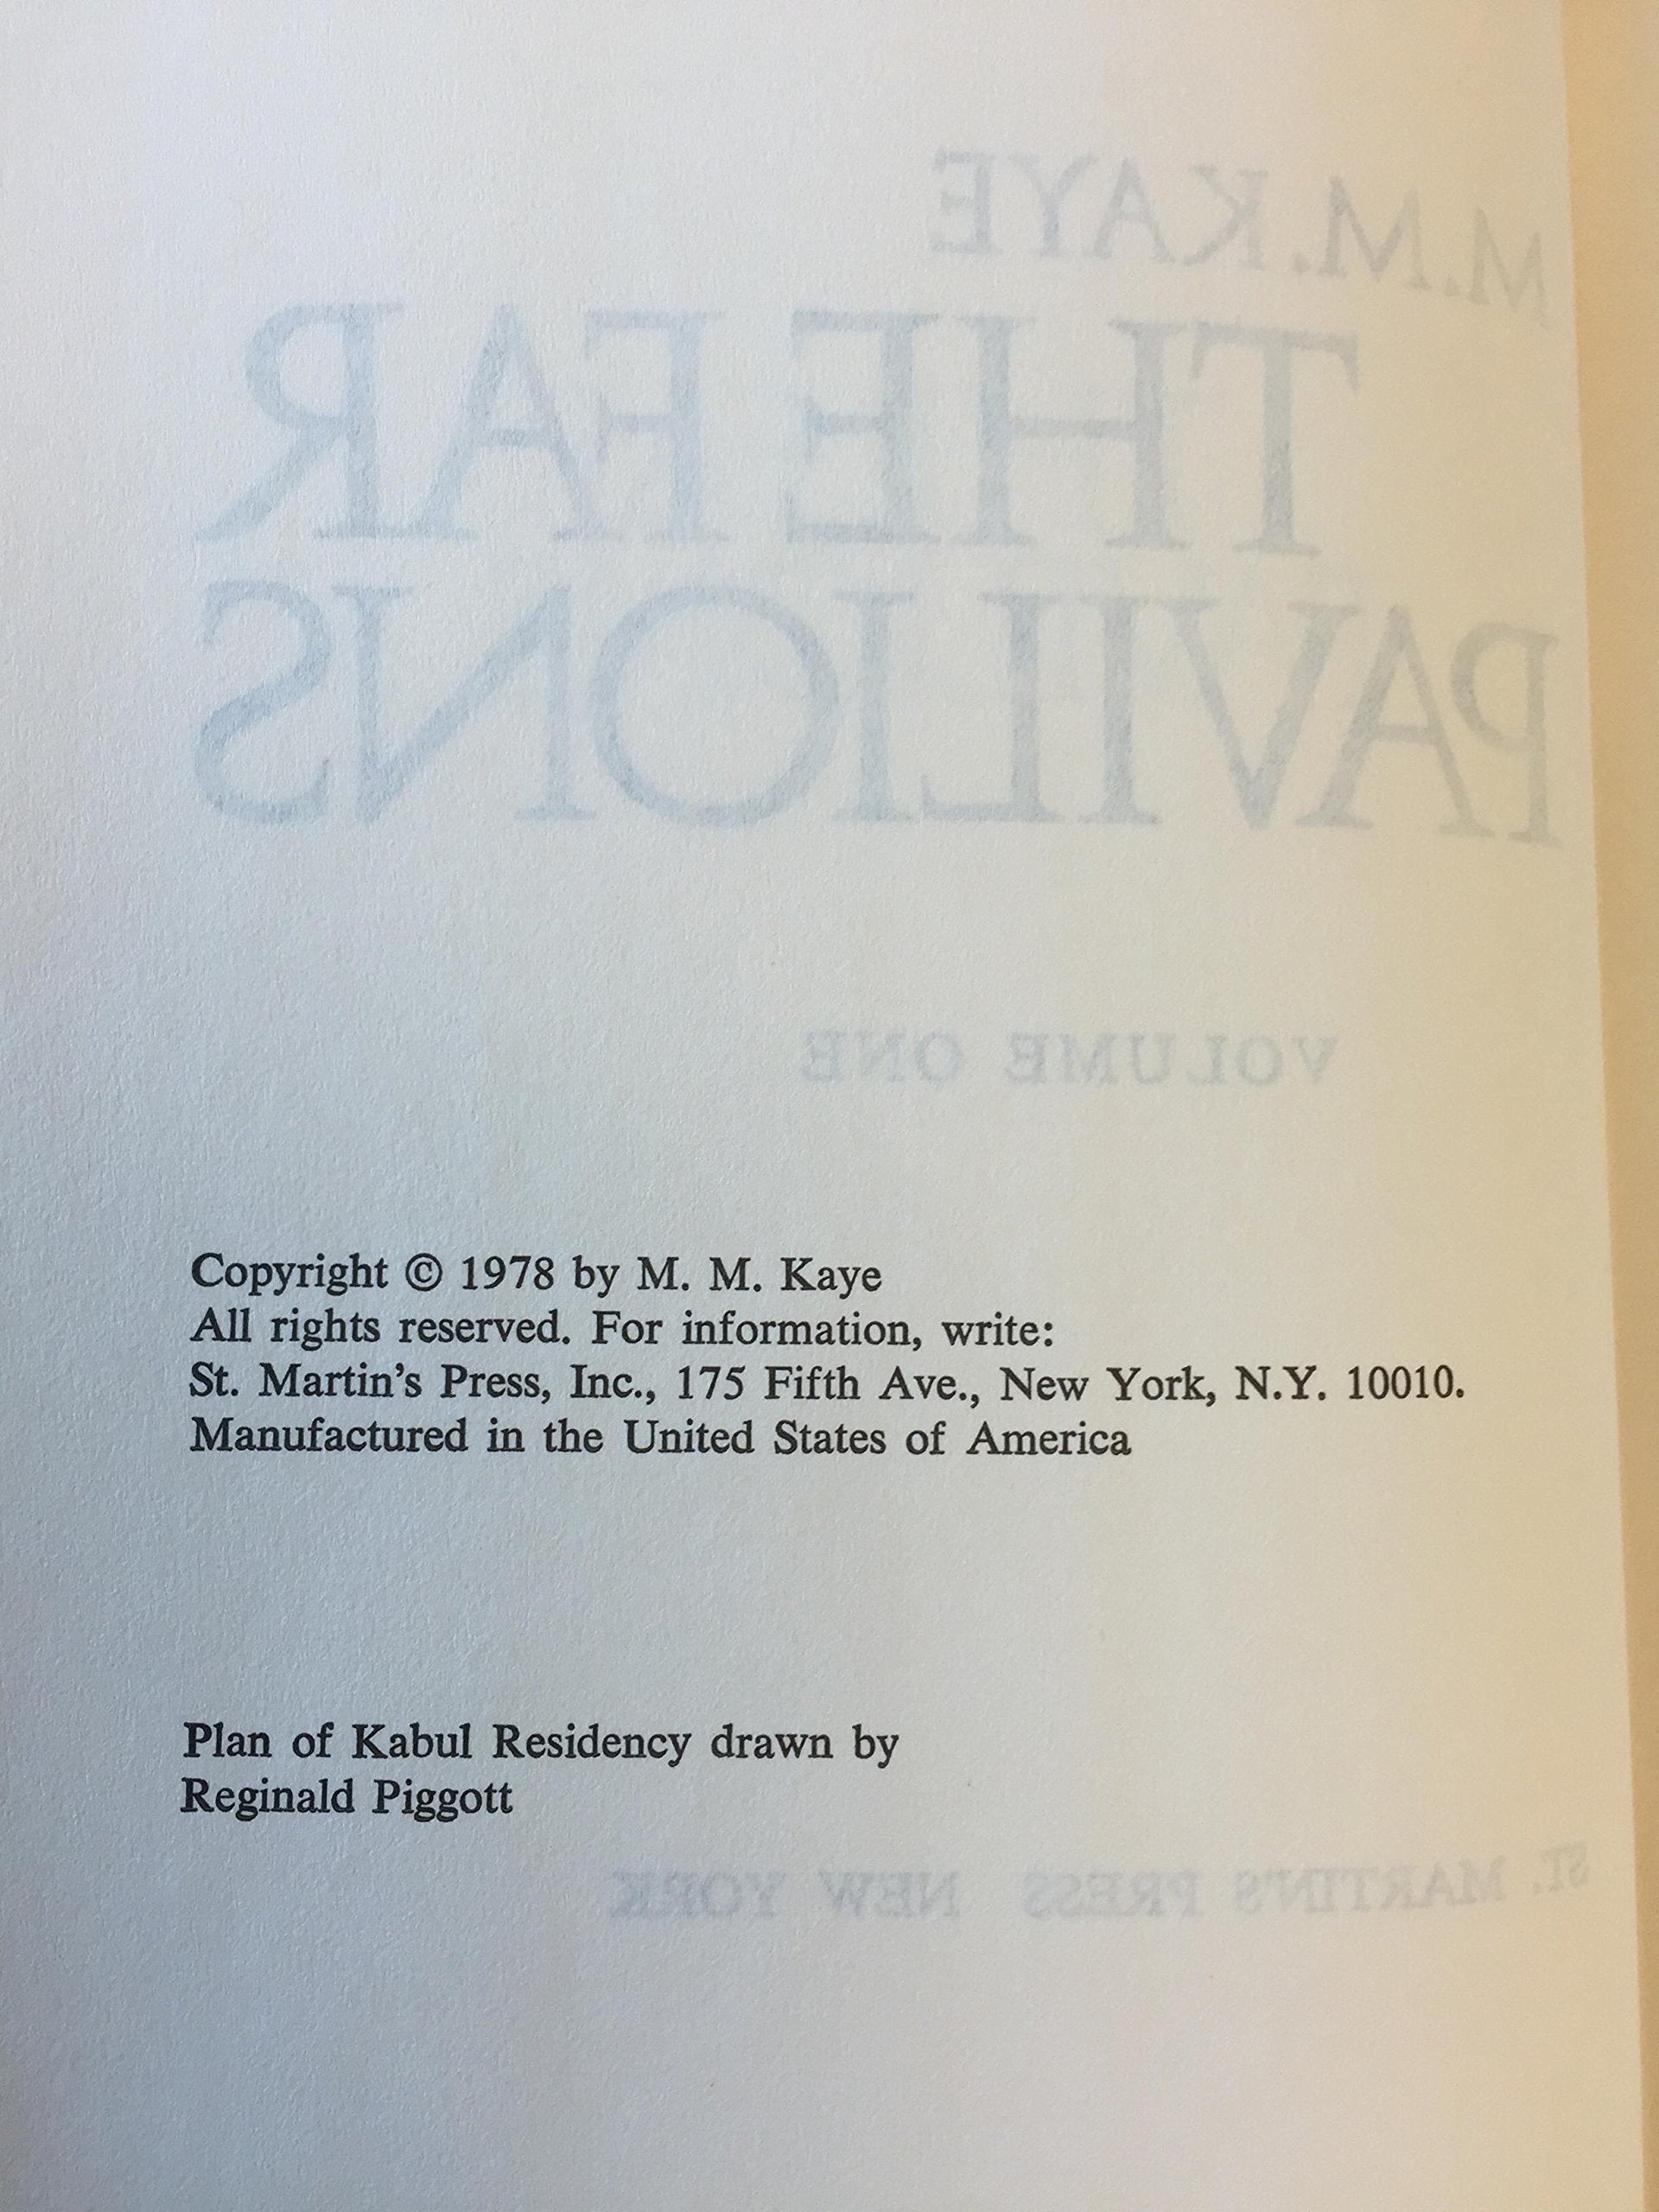 M.M. KAYE
THE FAR
PAVILIONS
VOLUME ONE
Copyright © 1978 by M. M. Kaye
All rights reserved. For information, write:
St. Martin's Press, Inc., 175 Fifth Ave., New York, N.Y. 10010.
Manufactured in the United States of America
Plan of Kabul Residency drawn by
Reginald Piggott
ST. MARTIN'S PRESS NEW YORK